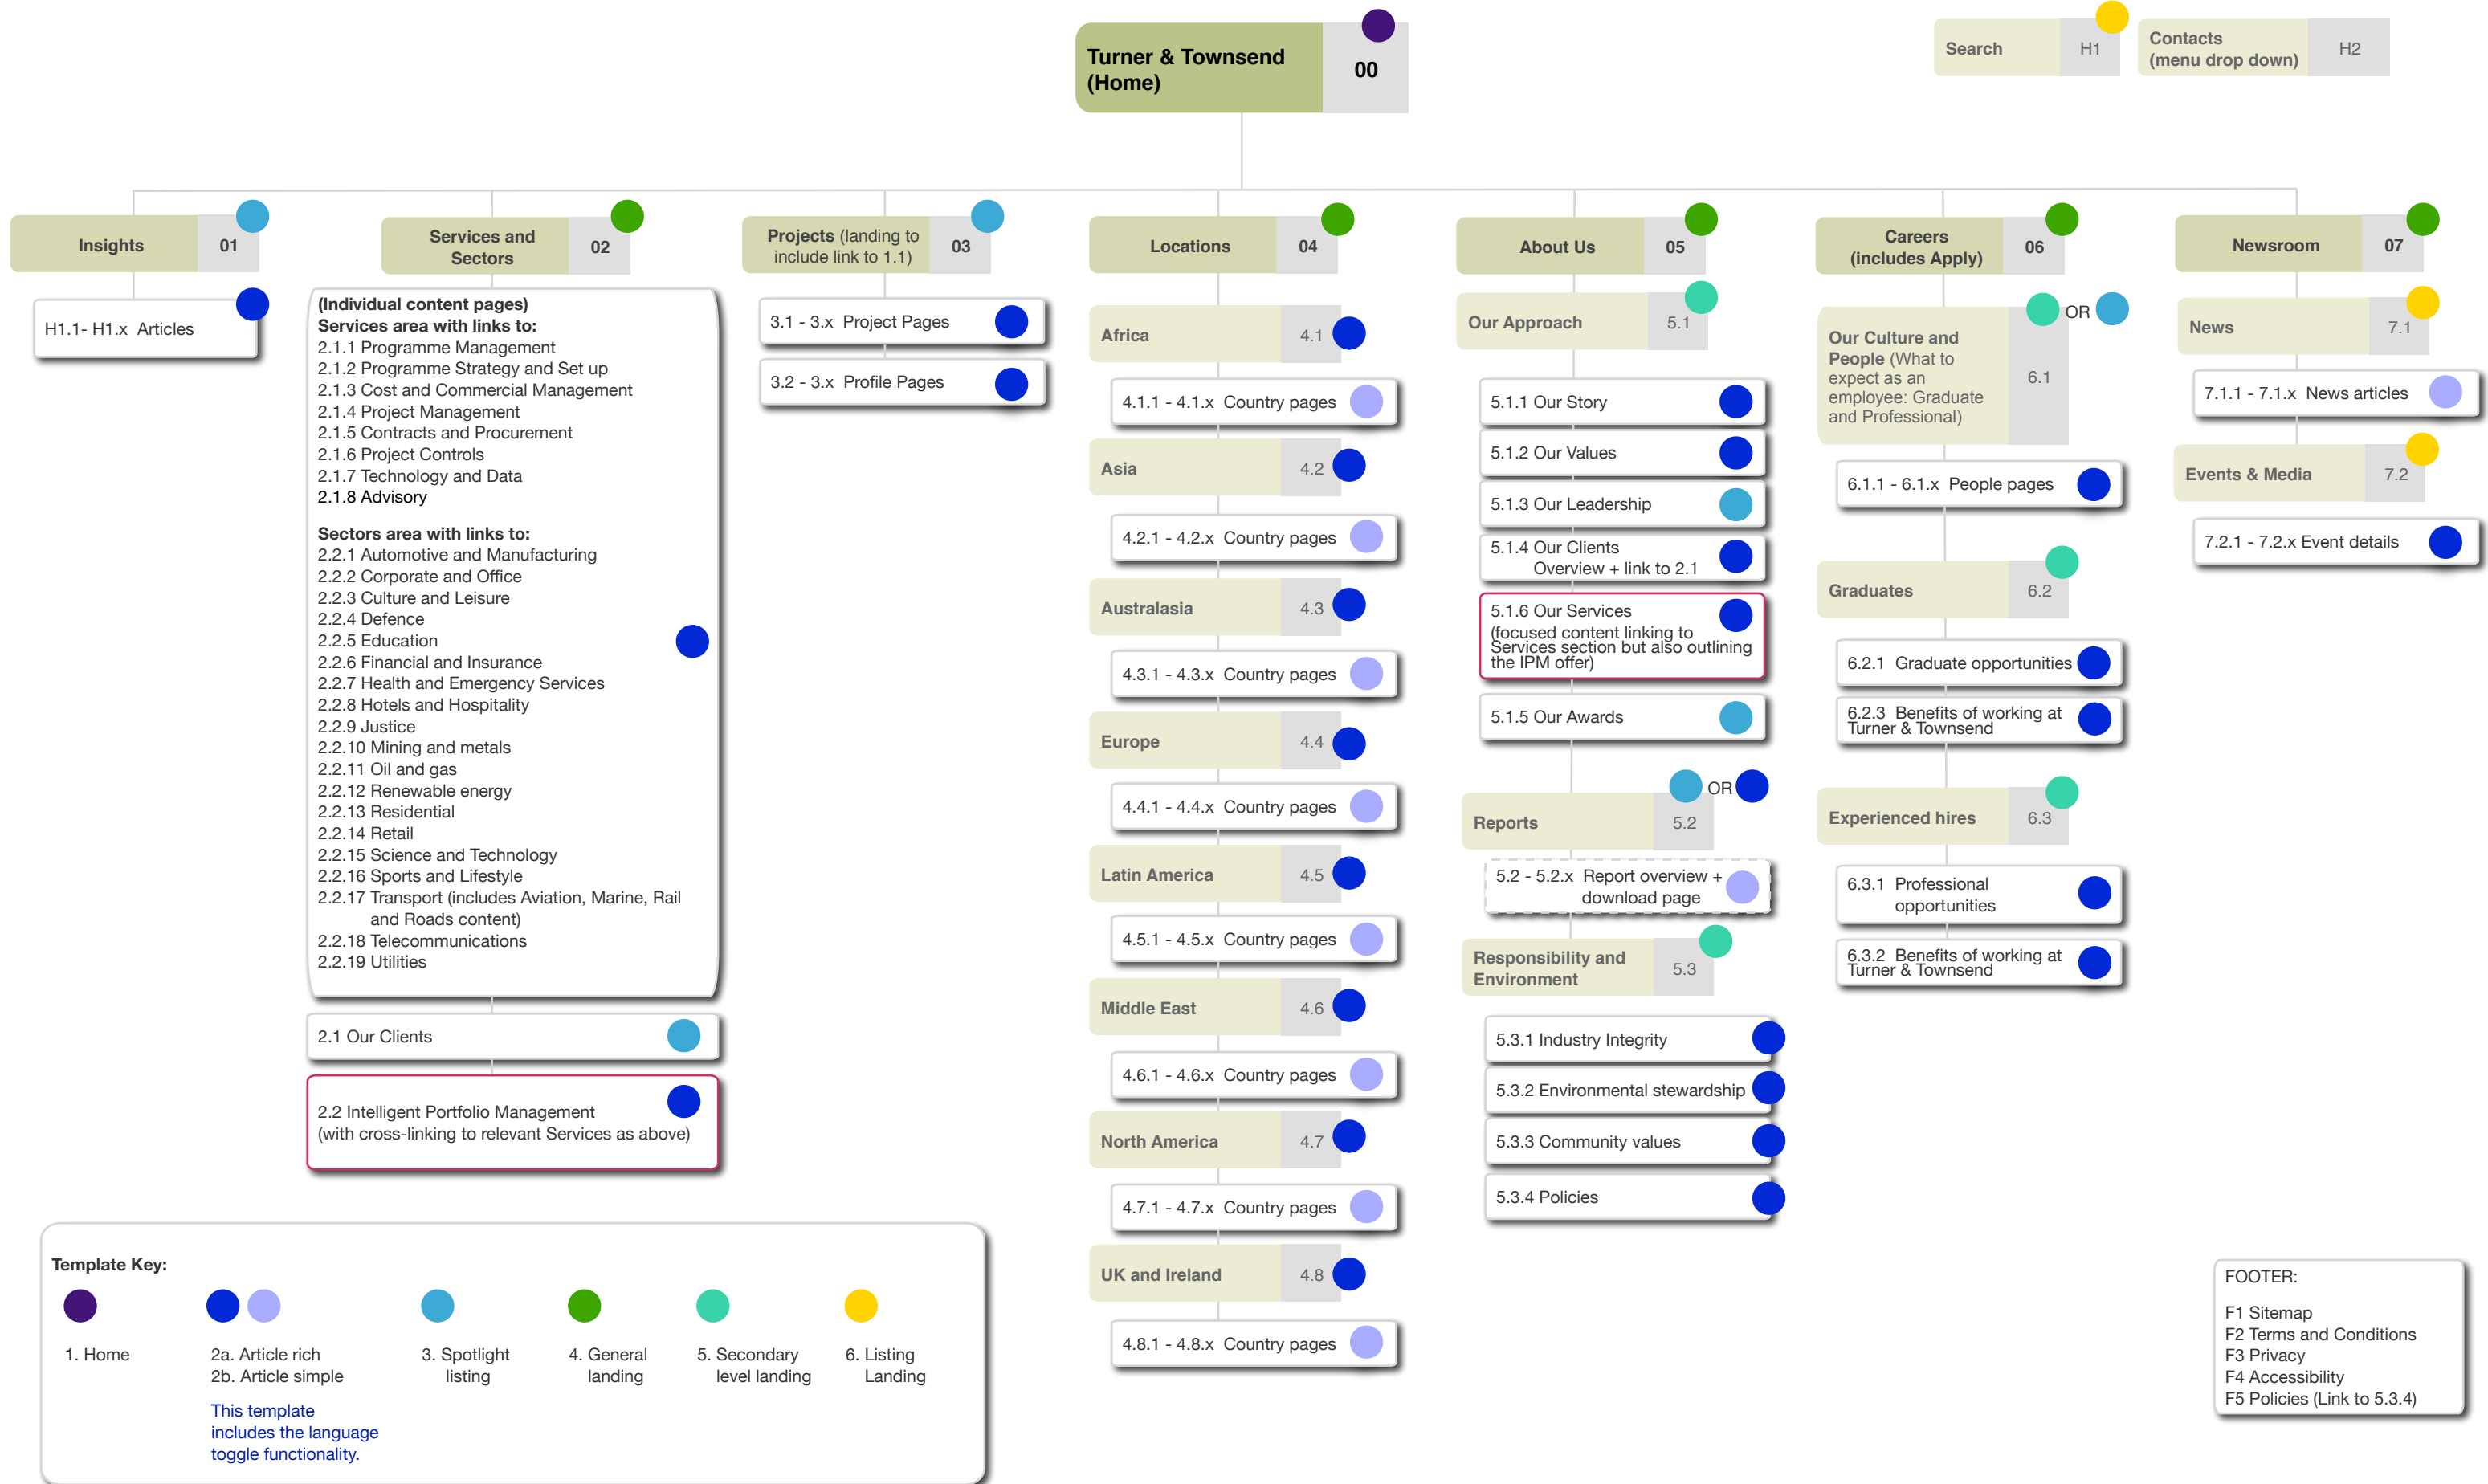 Turner & Townsend
(Home)
00
Search
H1
Contacts
(menu drop down)
H2
Insights
01
H1.1- H1.x  Articles
Services and
Sectors
02
(Individual content pages)
Services area with links to:
2.1.1 Programme Management
2.1.2 Programme Strategy and Set up
2.1.3 Cost and Commercial Management
2.1.4 Project Management
2.1.5 Contracts and Procurement
2.1.6 Project Controls
2.1.7 Technology and Data
2.1.8 Advisory
Sectors area with links to:
2.2.1 Automotive and Manufacturing
2.2.2 Corporate and Office
2.2.3 Culture and Leisure
2.2.4 Defence
2.2.5 Education
2.2.6 Financial and Insurance
2.2.7 Health and Emergency Services
2.2.8 Hotels and Hospitality
2.2.9 Justice
2.2.10 Mining and metals
2.2.11 Oil and gas
2.2.12 Renewable energy
2.2.13 Residential
2.2.14 Retail
2.2.15 Science and Technology
2.2.16 Sports and Lifestyle
2.2.17 Transport (includes Aviation, Marine, Rail
and Roads content)
2.2.18 Telecommunications
2.2.19 Utilities
2.1 Our Clients
2.2 Intelligent Portfolio Management
(with cross-linking to relevant Services as above)
Projects (landing to
include link to 1.1)
03
3.1 - 3.x  Project Pages
3.2 - 3.x  Profile Pages
Locations
04
Africa
4.1
4.1.1 - 4.1.x  Country pages
Asia
4.2
4.2.1 - 4.2.x  Country pages
Australasia
4.3
4.3.1 - 4.3.x  Country pages
Europe
4.4
4.4.1 - 4.4.x  Country pages
Latin America
4.5
4.5.1 - 4.5.x  Country pages
Middle East
4.6
4.6.1 - 4.6.x  Country pages
North America
4.7
4.7.1 - 4.7.x  Country pages
UK and Ireland
4.8
4.8.1 - 4.8.x  Country pages
About Us
05
Our Approach
5.1
5.1.1 Our Story
5.1.2 Our Values
5.1.3 Our Leadership
5.1.4 Our Clients
Overview + link to 2.1
5.1.6 Our Services
(focused content linking to
Services section but also outlining
the IPM offer)
5.1.5 Our Awards
OR
Reports
5.2
5.2 - 5.2.x  Report overview +
download page
Responsibility and
Environment
5.3
5.3.1 Industry Integrity
5.3.2 Environmental stewardship
5.3.3 Community values
5.3.4 Policies
Careers
(includes Apply)
06
OR
Our Culture and
People (What to
expect as an
employee: Graduate
and Professional)
6.1
6.1.1 - 6.1.x  People pages
Graduates
6.2
6.2.1  Graduate opportunities
6.2.3  Benefits of working at
Turner & Townsend
Experienced hires
6.3
6.3.1  Professional
opportunities
6.3.2  Benefits of working at
Turner & Townsend
Newsroom
07
News
7.1
7.1.1 - 7.1.x  News articles
Events & Media
7.2
7.2.1 - 7.2.x Event details
Template Key:
1. Home
2a. Article rich
2b. Article simple
This template
includes the language
toggle functionality.
3. Spotlight
listing
4. General
landing
5. Secondary
level landing
6. Listing
Landing
FOOTER:
F1 Sitemap
F2 Terms and Conditions
F3 Privacy
F4 Accessibility
F5 Policies (Link to 5.3.4)